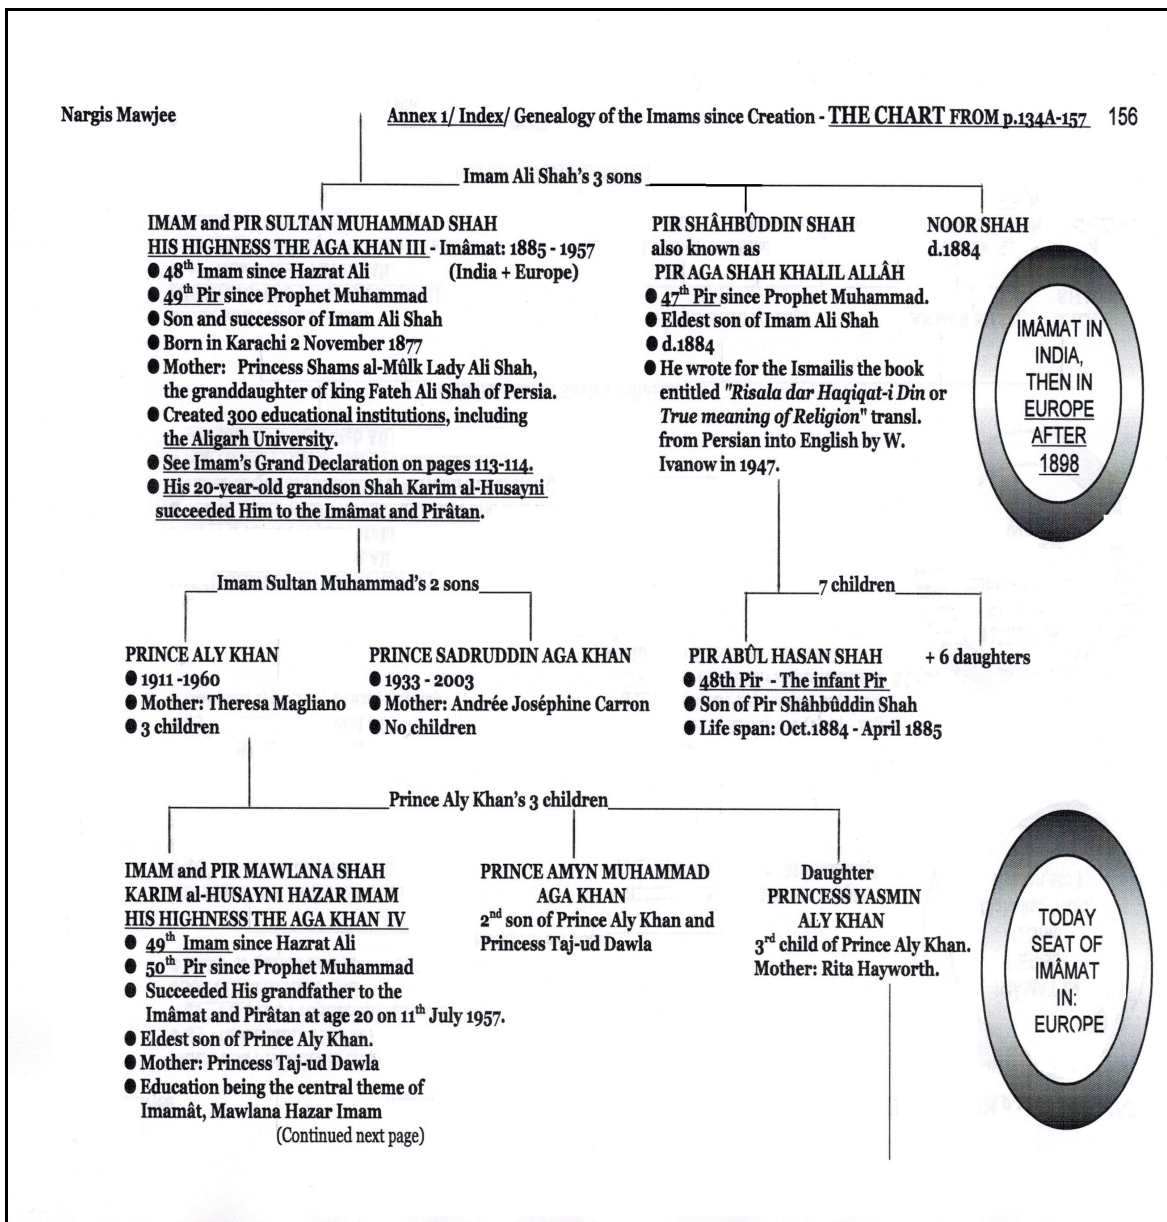 Nargis Mawjee
Annex 1/ Index/ Genealogy of the Imams since Creation - THE CHART FROM p.134A-157 156
Imam Ali Shah's 3 sons
IMAM and PIR SULTAN MUHAMMAD SHAH
HIS HIGHNESS THE AGA KHAN III - Imâmat: 1885 - 1957
● 48th Imam since Hazrat Ali (India + Europe)
● 49th Pir since Prophet Muhammad
● Son and successor of Imam Ali Shah
● Born in Karachi 2 November 1877
● Mother: Princess Shams al-Mûlk Lady Ali Shah,
the granddaughter of king Fateh Ali Shah of Persia.
● Created 300 educational institutions, including
the Aligarh University.
● See Imam's Grand Declaration on pages 113-114.
● His 20-year-old grandson Shah Karim al-Husayni
succeeded Him to the Imâmat and Pirâtan.
PIR SHÂHBÛDDIN SHAH
also known as
PIR AGA SHAH KHALIL ALLÂH
● 47th Pir since Prophet Muhammad.
● Eldest son of Imam Ali Shah
● d.1884
● He wrote for the Ismailis the book
entitled "Risala dar Haqiqat-i Din or
True meaning of Religion" transl.
from Persian into English by W.
Ivanow in 1947.
NOOR SHAH
d.1884
IMÂMAT IN
INDIA,
THEN IN
EUROPE
AFTER
1898
Imam Sultan Muhammad's 2 sons
7 children
PRINCE ALY KHAN
● 1911 -1960
● Mother: Theresa Magliano
● 3 children
PRINCE SADRUDDIN AGA KHAN
● 1933 - 2003
● Mother: Andrée Joséphine Carron
● No children
PIR ABÛL HASAN SHAH
● 48th Pir - The infant Pir
● Son of Pir Shâhbûddin Shah
● Life span: Oct.1884 - April 1885
+ 6 daughters
Prince Aly Khan's 3 children
IMAM and PIR MAWLANA SHAH
KARIM al-HUSAYNI HAZAR IMAM
HIS HIGHNESS THE AGA KHAN IV
● 49th Imam since Hazrat Ali
● 50th Pir since Prophet Muhammad
● Succeeded His grandfather to the
Imâmat and Pirâtan at age 20 on 11th July 1957.
● Eldest son of Prince Aly Khan.
● Mother: Princess Taj-ud Dawla
● Education being the central theme of
Imamât, Mawlana Hazar Imam
(Continued next page)
PRINCE AMYN MUHAMMAD
AGA KHAN
2nd son of Prince Aly Khan and
Princess Taj-ud Dawla
Daughter
PRINCESS YASMIN
ALY KHAN
3rd child of Prince Aly Khan.
Mother: Rita Hayworth.
TODAY
SEAT OF
IMÂMAT
IN:
EUROPE